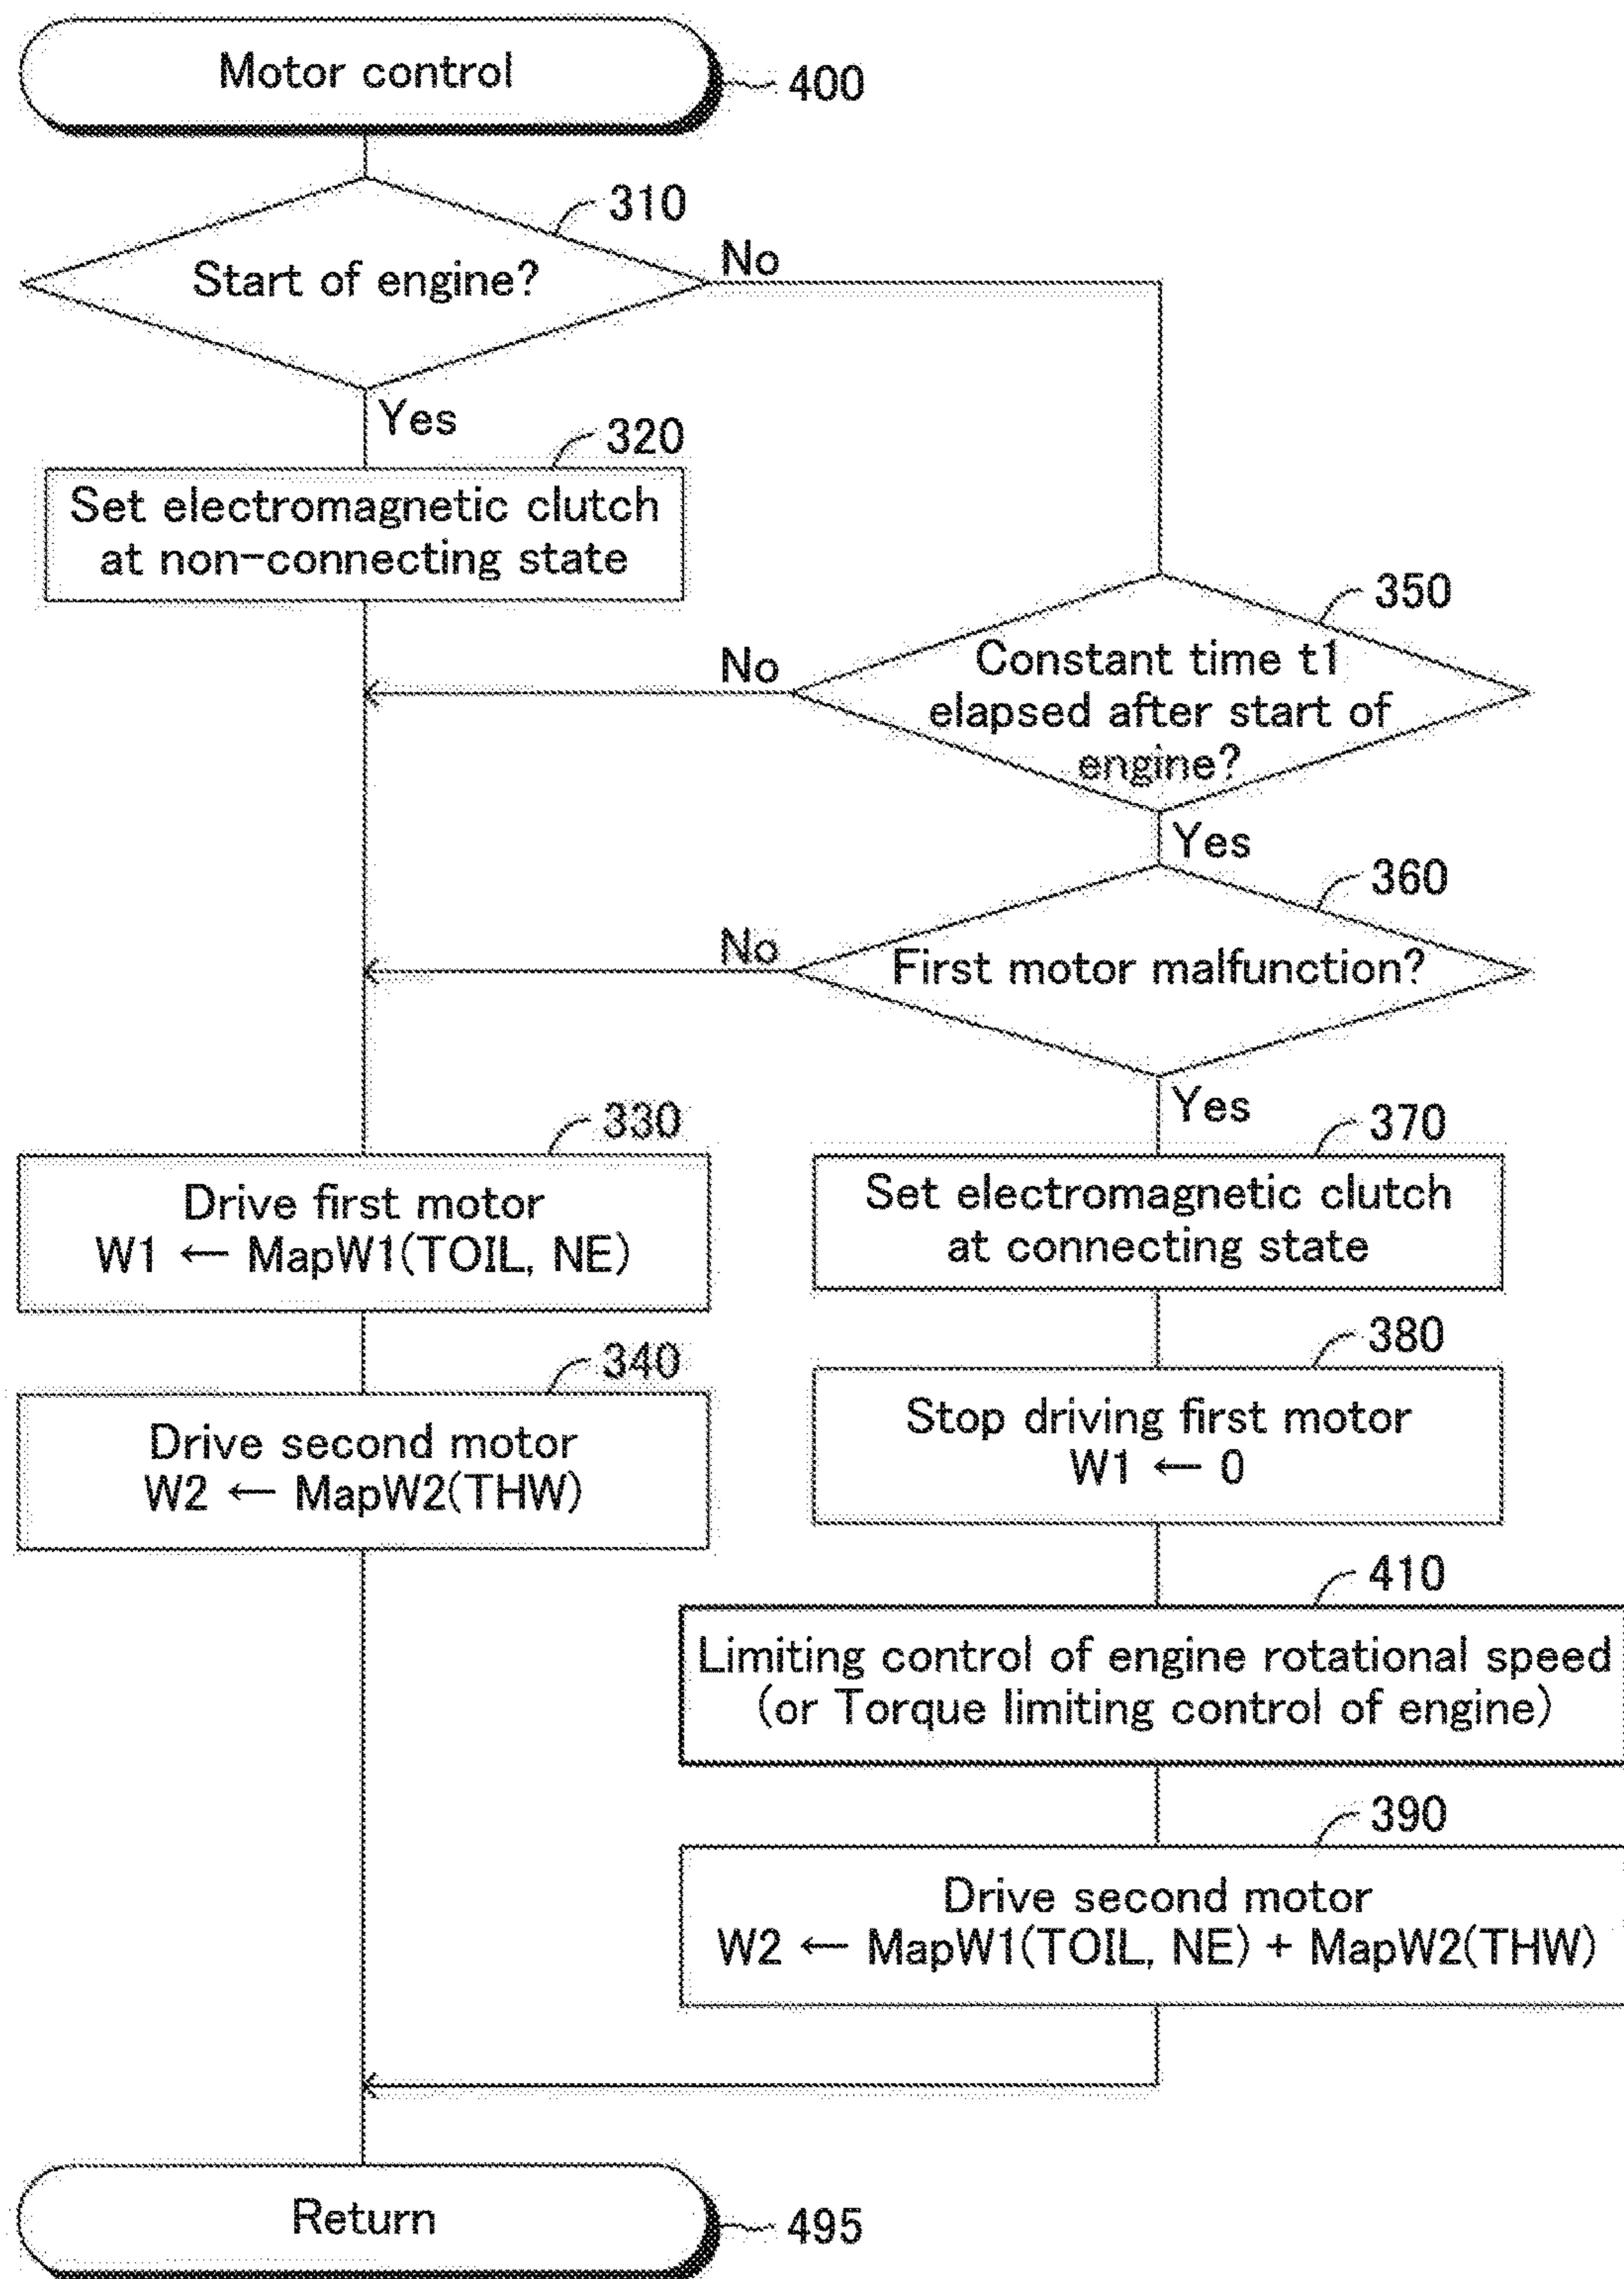 Motor control
400
310
Start of engine?
No
Yes
320
Set electromagnetic clutch
at non-connecting state
350
Constant time t1
elapsed after start of
engine?
No
Yes
360
First motor malfunction?
No
Yes
330
Drive first motor
W1 ← MapW1(TOIL, NE)
370
Set electromagnetic clutch
at connecting state
340
Drive second motor
W2 ← MapW2(THW)
380
Stop driving first motor
W1 ← 0
410
Limiting control of engine rotational speed
(or Torque limiting control of engine)
390
Drive second motor
W2 ← MapW1(TOIL, NE) + MapW2(THW)
Return
495